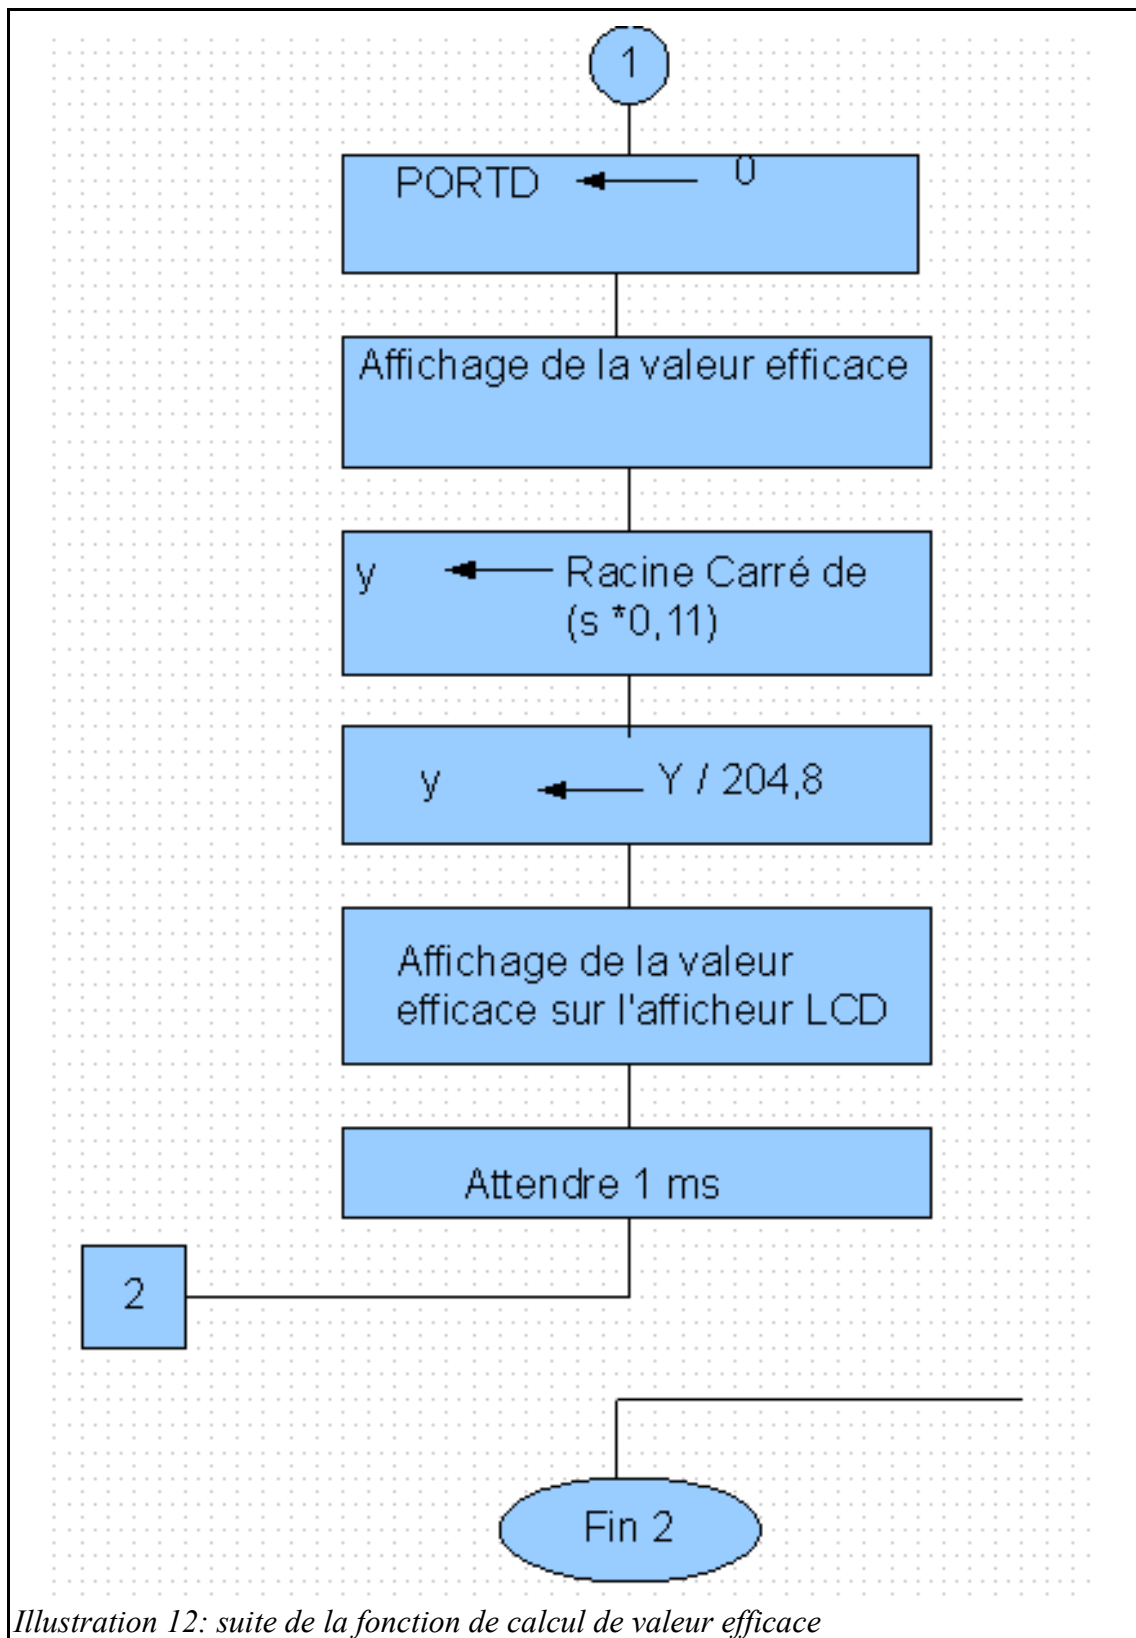 1
PORTD 0
Affichage de la valeur efficace
y Racine Carré de
(s *0,11)
y Y / 204,8
Affichage de la valeur
efficace sur l'afficheur LCD
Attendre 1 ms
2
Fin 2
Illustration 12: suite de la fonction de calcul de valeur efficace